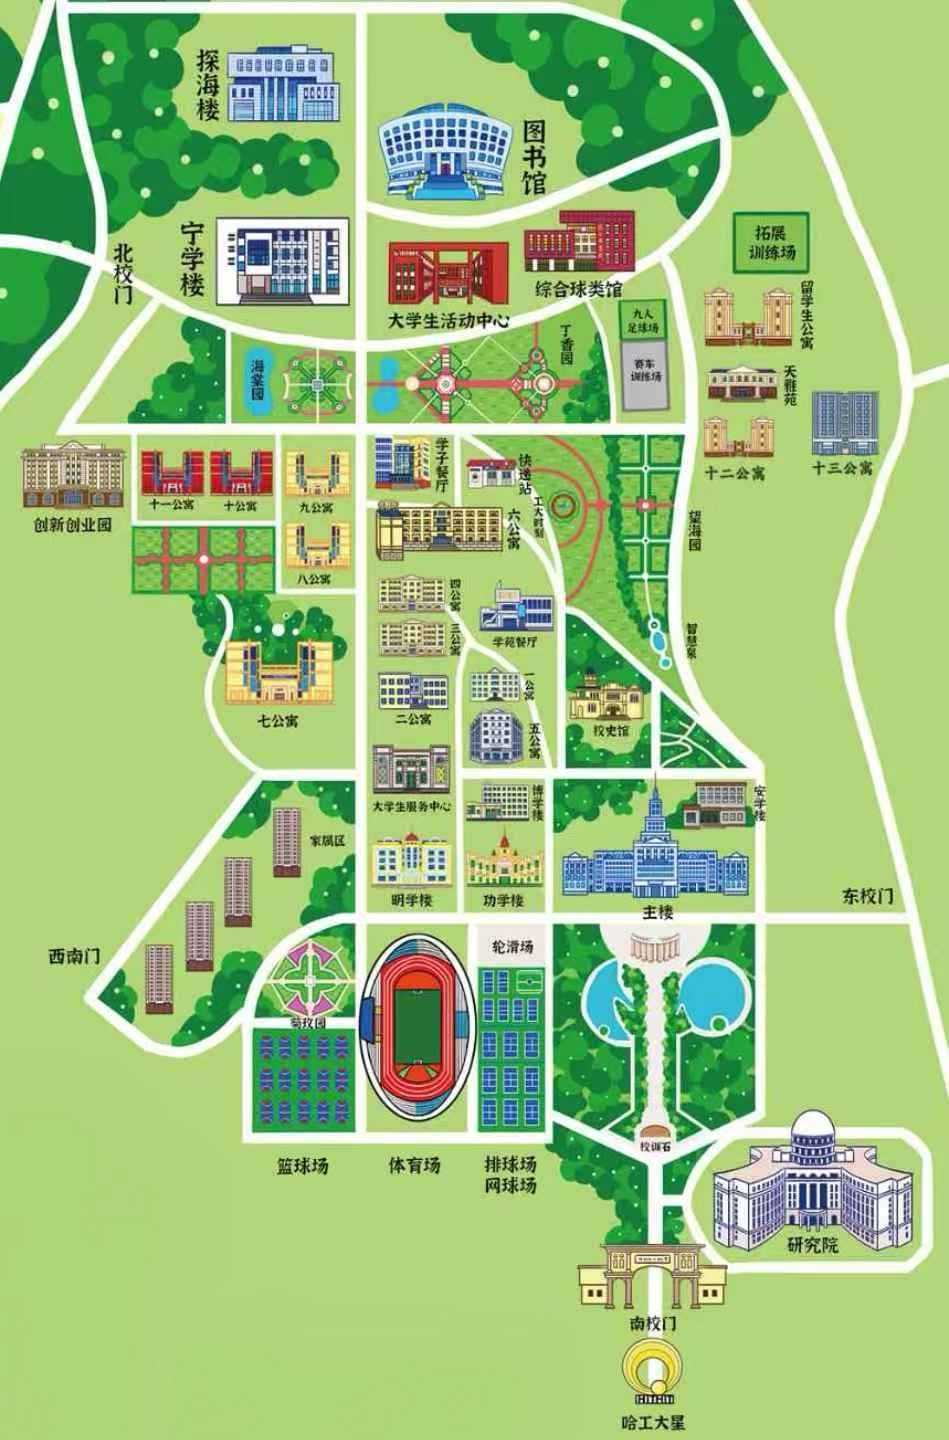 探海楼
图书馆
宁学楼
北校门
拓展
训练场
综合球类馆
大学生活动中心
留学生公寓
九人
足球场
丁香园
海棠园
赛车
训练场
天雅苑
十二公寓
十三公寓
学子餐厅
快递站
工大时刻
创新创业园
十一公寓
十公寓
九公寓
六公寓
望海园
八公寓
四公寓
三公寓
学苑餐厅
智慧泉
七公寓
二公寓
一公寓
五公寓
校史馆
大学生服务中心
博学楼
安学楼
家属区
明学楼
功学楼
主楼
东校门
西南门
轮滑场
菊玫园
校训石
篮球场
体育场
排球场
网球场
研究院
南校门
哈工大星